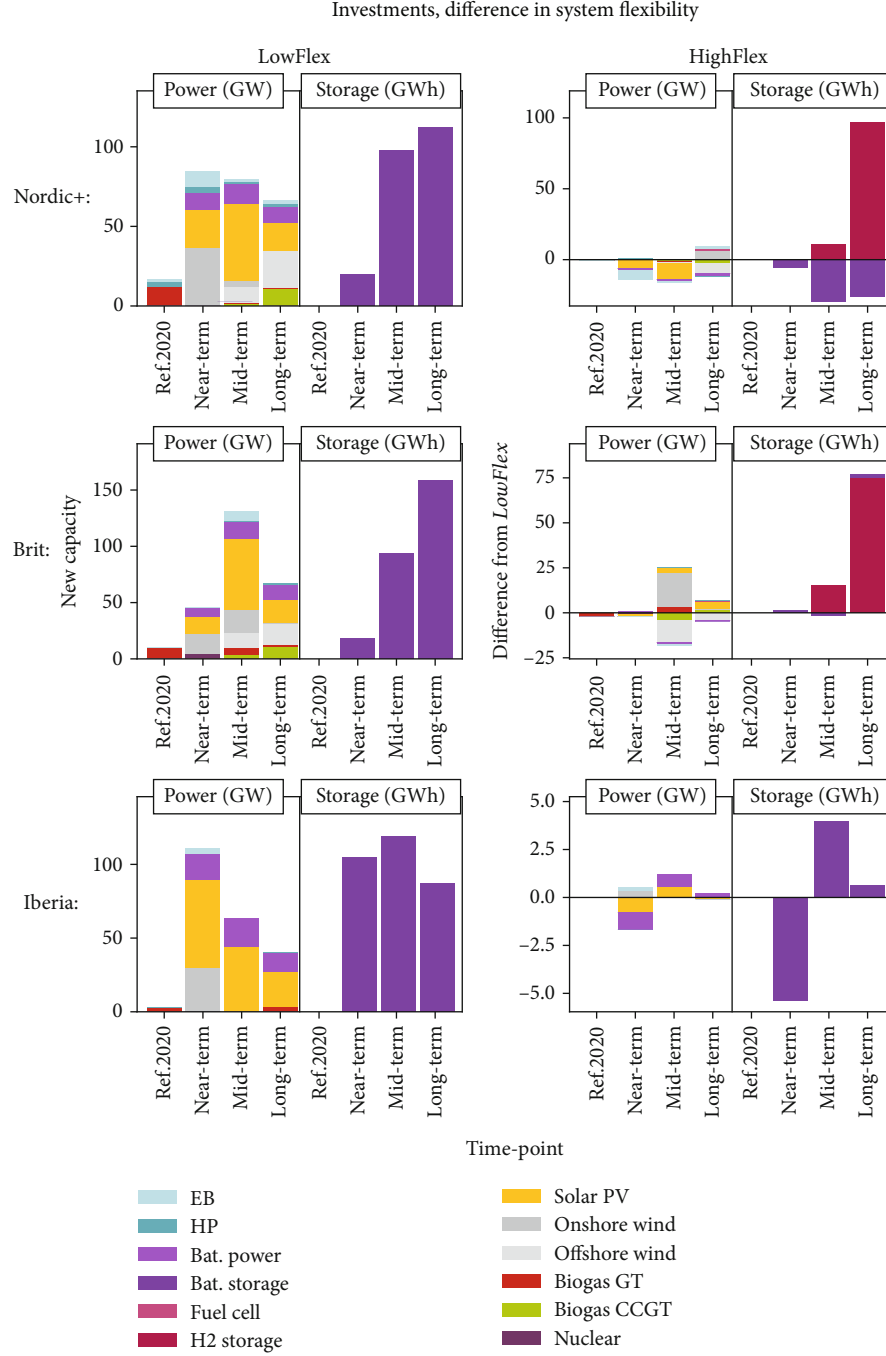 Investments, difference in system flexibility
LowFlex
HighFlex
Nordic+:
Power (GW)
Storage (GWh)
100
50
0
Ref.2020
Near-term
Mid-term
Long-term
Ref.2020
Near-term
Mid-term
Long-term
Power (GW)
Storage (GWh)
100
50
0
Ref.2020
Near-term
Mid-term
Long-term
Ref.2020
Near-term
Mid-term
Long-term
Brit:
New capacity
Power (GW)
Storage (GWh)
150
100
50
0
Ref.2020
Near-term
Mid-term
Long-term
Ref.2020
Near-term
Mid-term
Long-term
Difference from LowFlex
Power (GW)
Storage (GWh)
75
50
25
0
−25
Ref.2020
Near-term
Mid-term
Long-term
Ref.2020
Near-term
Mid-term
Long-term
Iberia:
Power (GW)
Storage (GWh)
100
50
0
Ref.2020
Near-term
Mid-term
Long-term
Ref.2020
Near-term
Mid-term
Long-term
Power (GW)
Storage (GWh)
5.0
2.5
0.0
−2.5
−5.0
Ref.2020
Near-term
Mid-term
Long-term
Ref.2020
Near-term
Mid-term
Long-term
Time-point
EB
HP
Bat. power
Bat. storage
Fuel cell
H2 storage
Solar PV
Onshore wind
Offshore wind
Biogas GT
Biogas CCGT
Nuclear